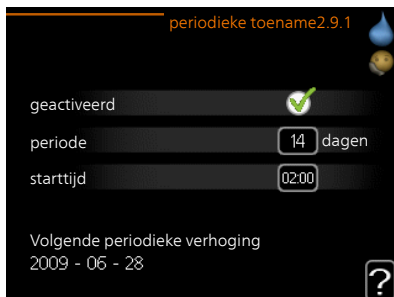 periodieke toename2.9.1
geactiveerd
periode 14 dagen
starttijd 02:00
Volgende periodieke verhoging
2009 - 06 - 28
?